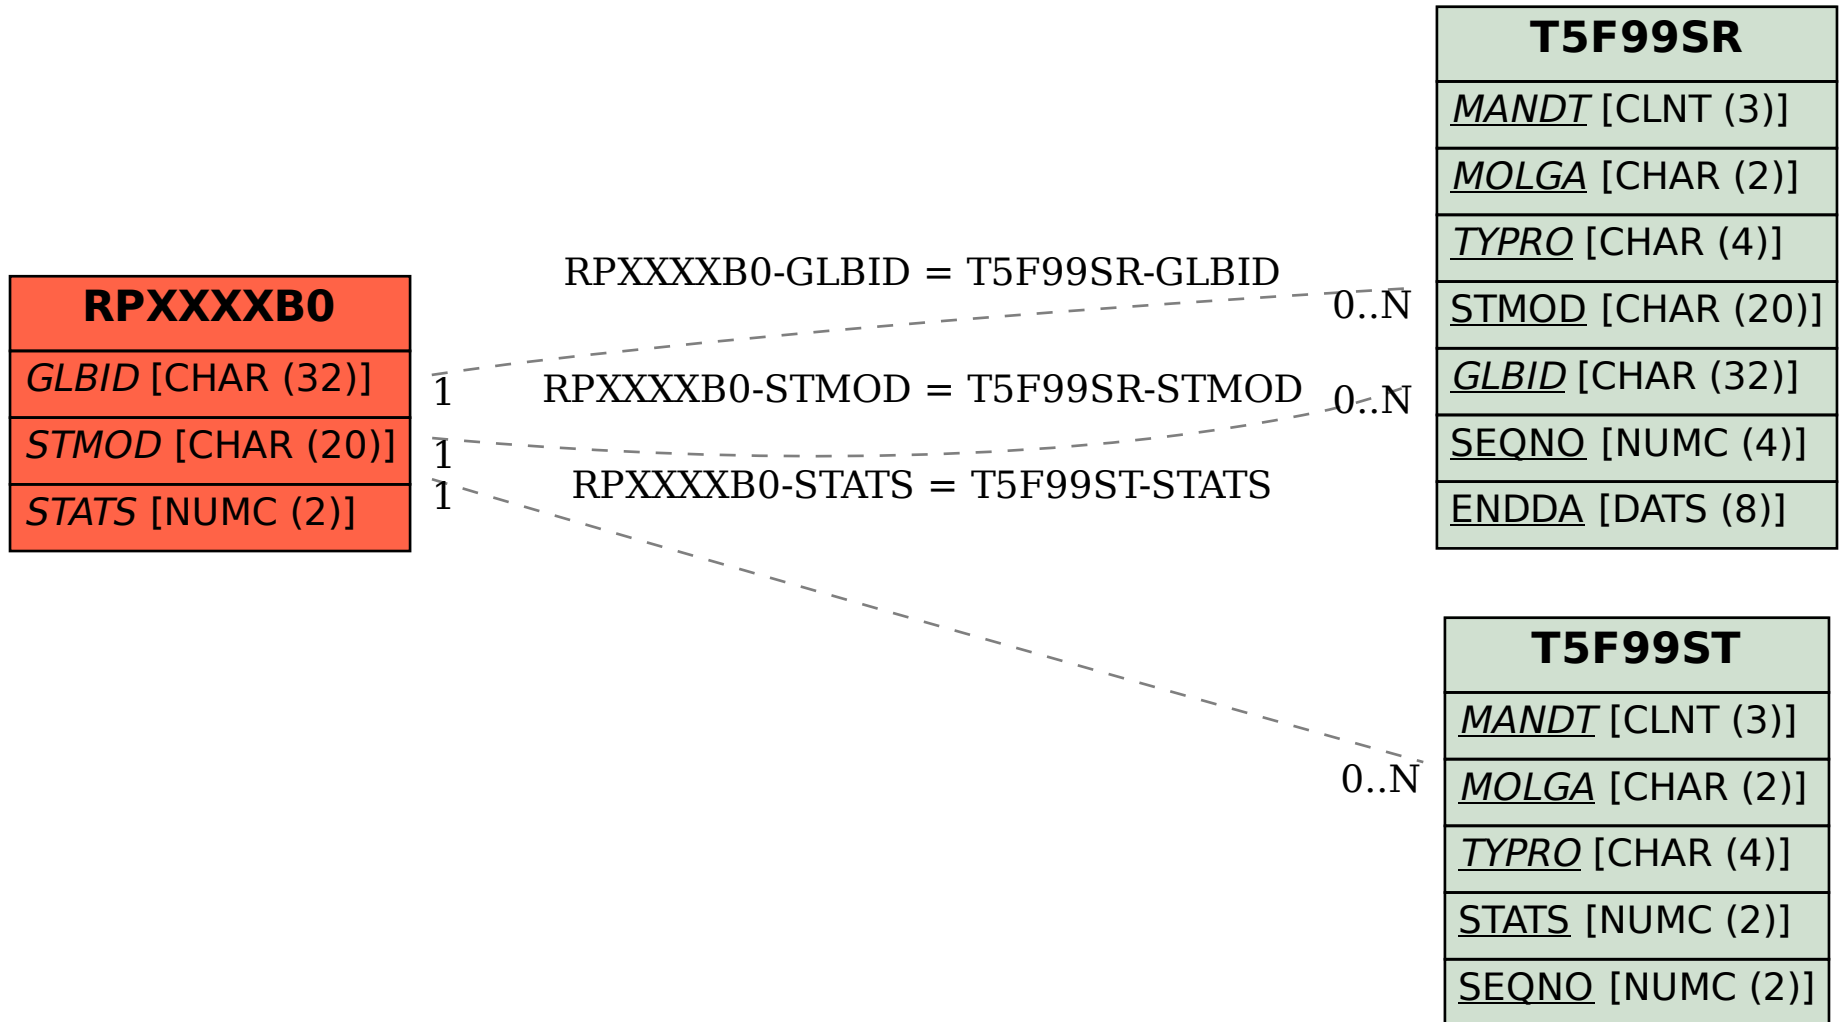 RPXXXXB0
GLBID [CHAR (32)]
STMOD [CHAR (20)]
STATS [NUMC (2)]
RPXXXXB0-GLBID = T5F99SR-GLBID
0..N
1
RPXXXXB0-STMOD = T5F99SR-STMOD
0..N
1
RPXXXXB0-STATS = T5F99ST-STATS
1
0..N
T5F99SR
MANDT [CLNT (3)]
MOLGA [CHAR (2)]
TYPRO [CHAR (4)]
STMOD [CHAR (20)]
GLBID [CHAR (32)]
SEQNO [NUMC (4)]
ENDDA [DATS (8)]
T5F99ST
MANDT [CLNT (3)]
MOLGA [CHAR (2)]
TYPRO [CHAR (4)]
STATS [NUMC (2)]
SEQNO [NUMC (2)]